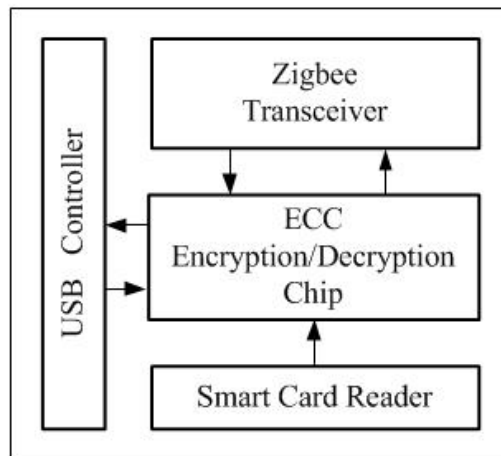 USB Controller
Zigbee
Transceiver
ECC
Encryption/Decryption
Chip
Smart Card Reader